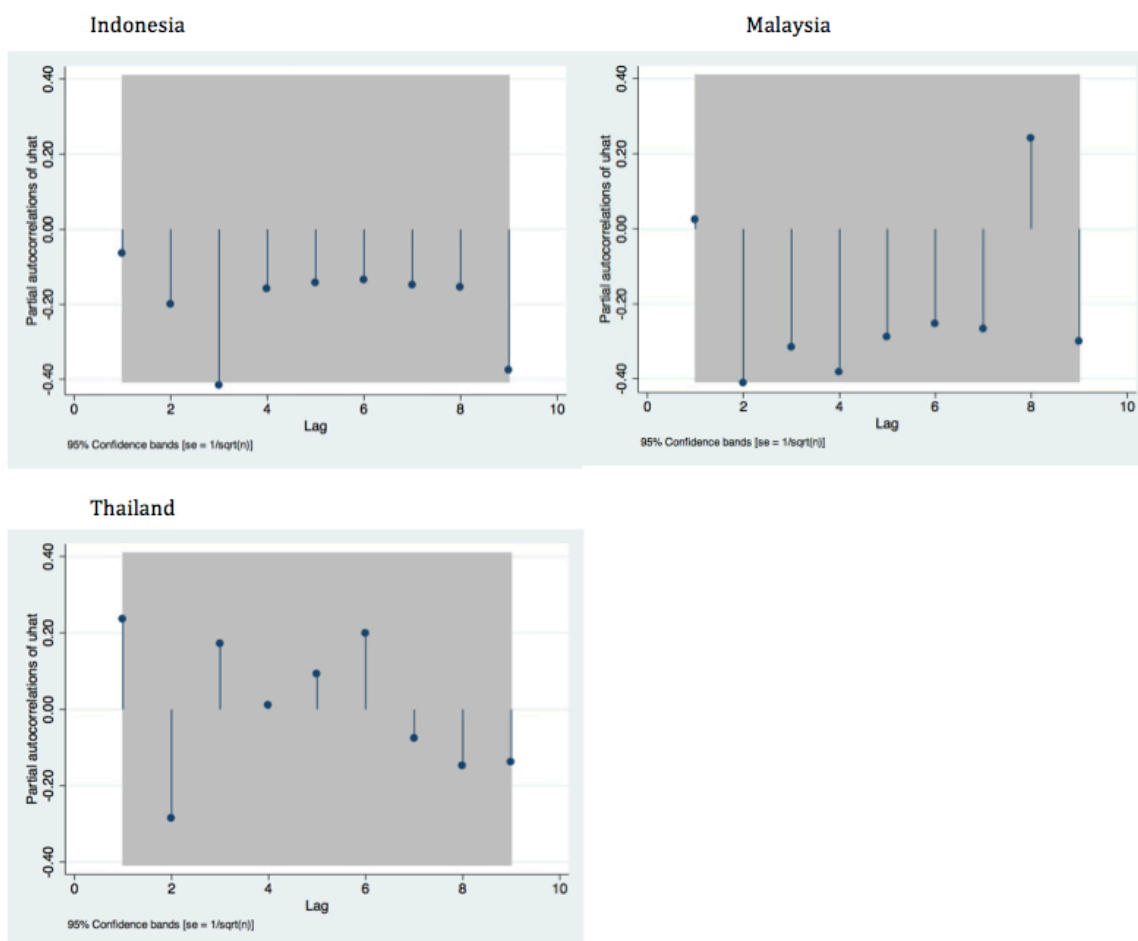 Indonesia
Partial autocorrelations of uhat
0.40
0.20
0.00
-0.20
-0.40
0 2 4 6 8 10
Lag
95% Confidence bands [se = 1/sqrt(n)]
Malaysia
Partial autocorrelations of uhat
0.40
0.20
0.00
-0.20
-0.40
0 2 4 6 8 10
Lag
95% Confidence bands [se = 1/sqrt(n)]
Thailand
Partial autocorrelations of uhat
0.40
0.20
0.00
-0.20
-0.40
0 2 4 6 8 10
Lag
95% Confidence bands [se = 1/sqrt(n)]